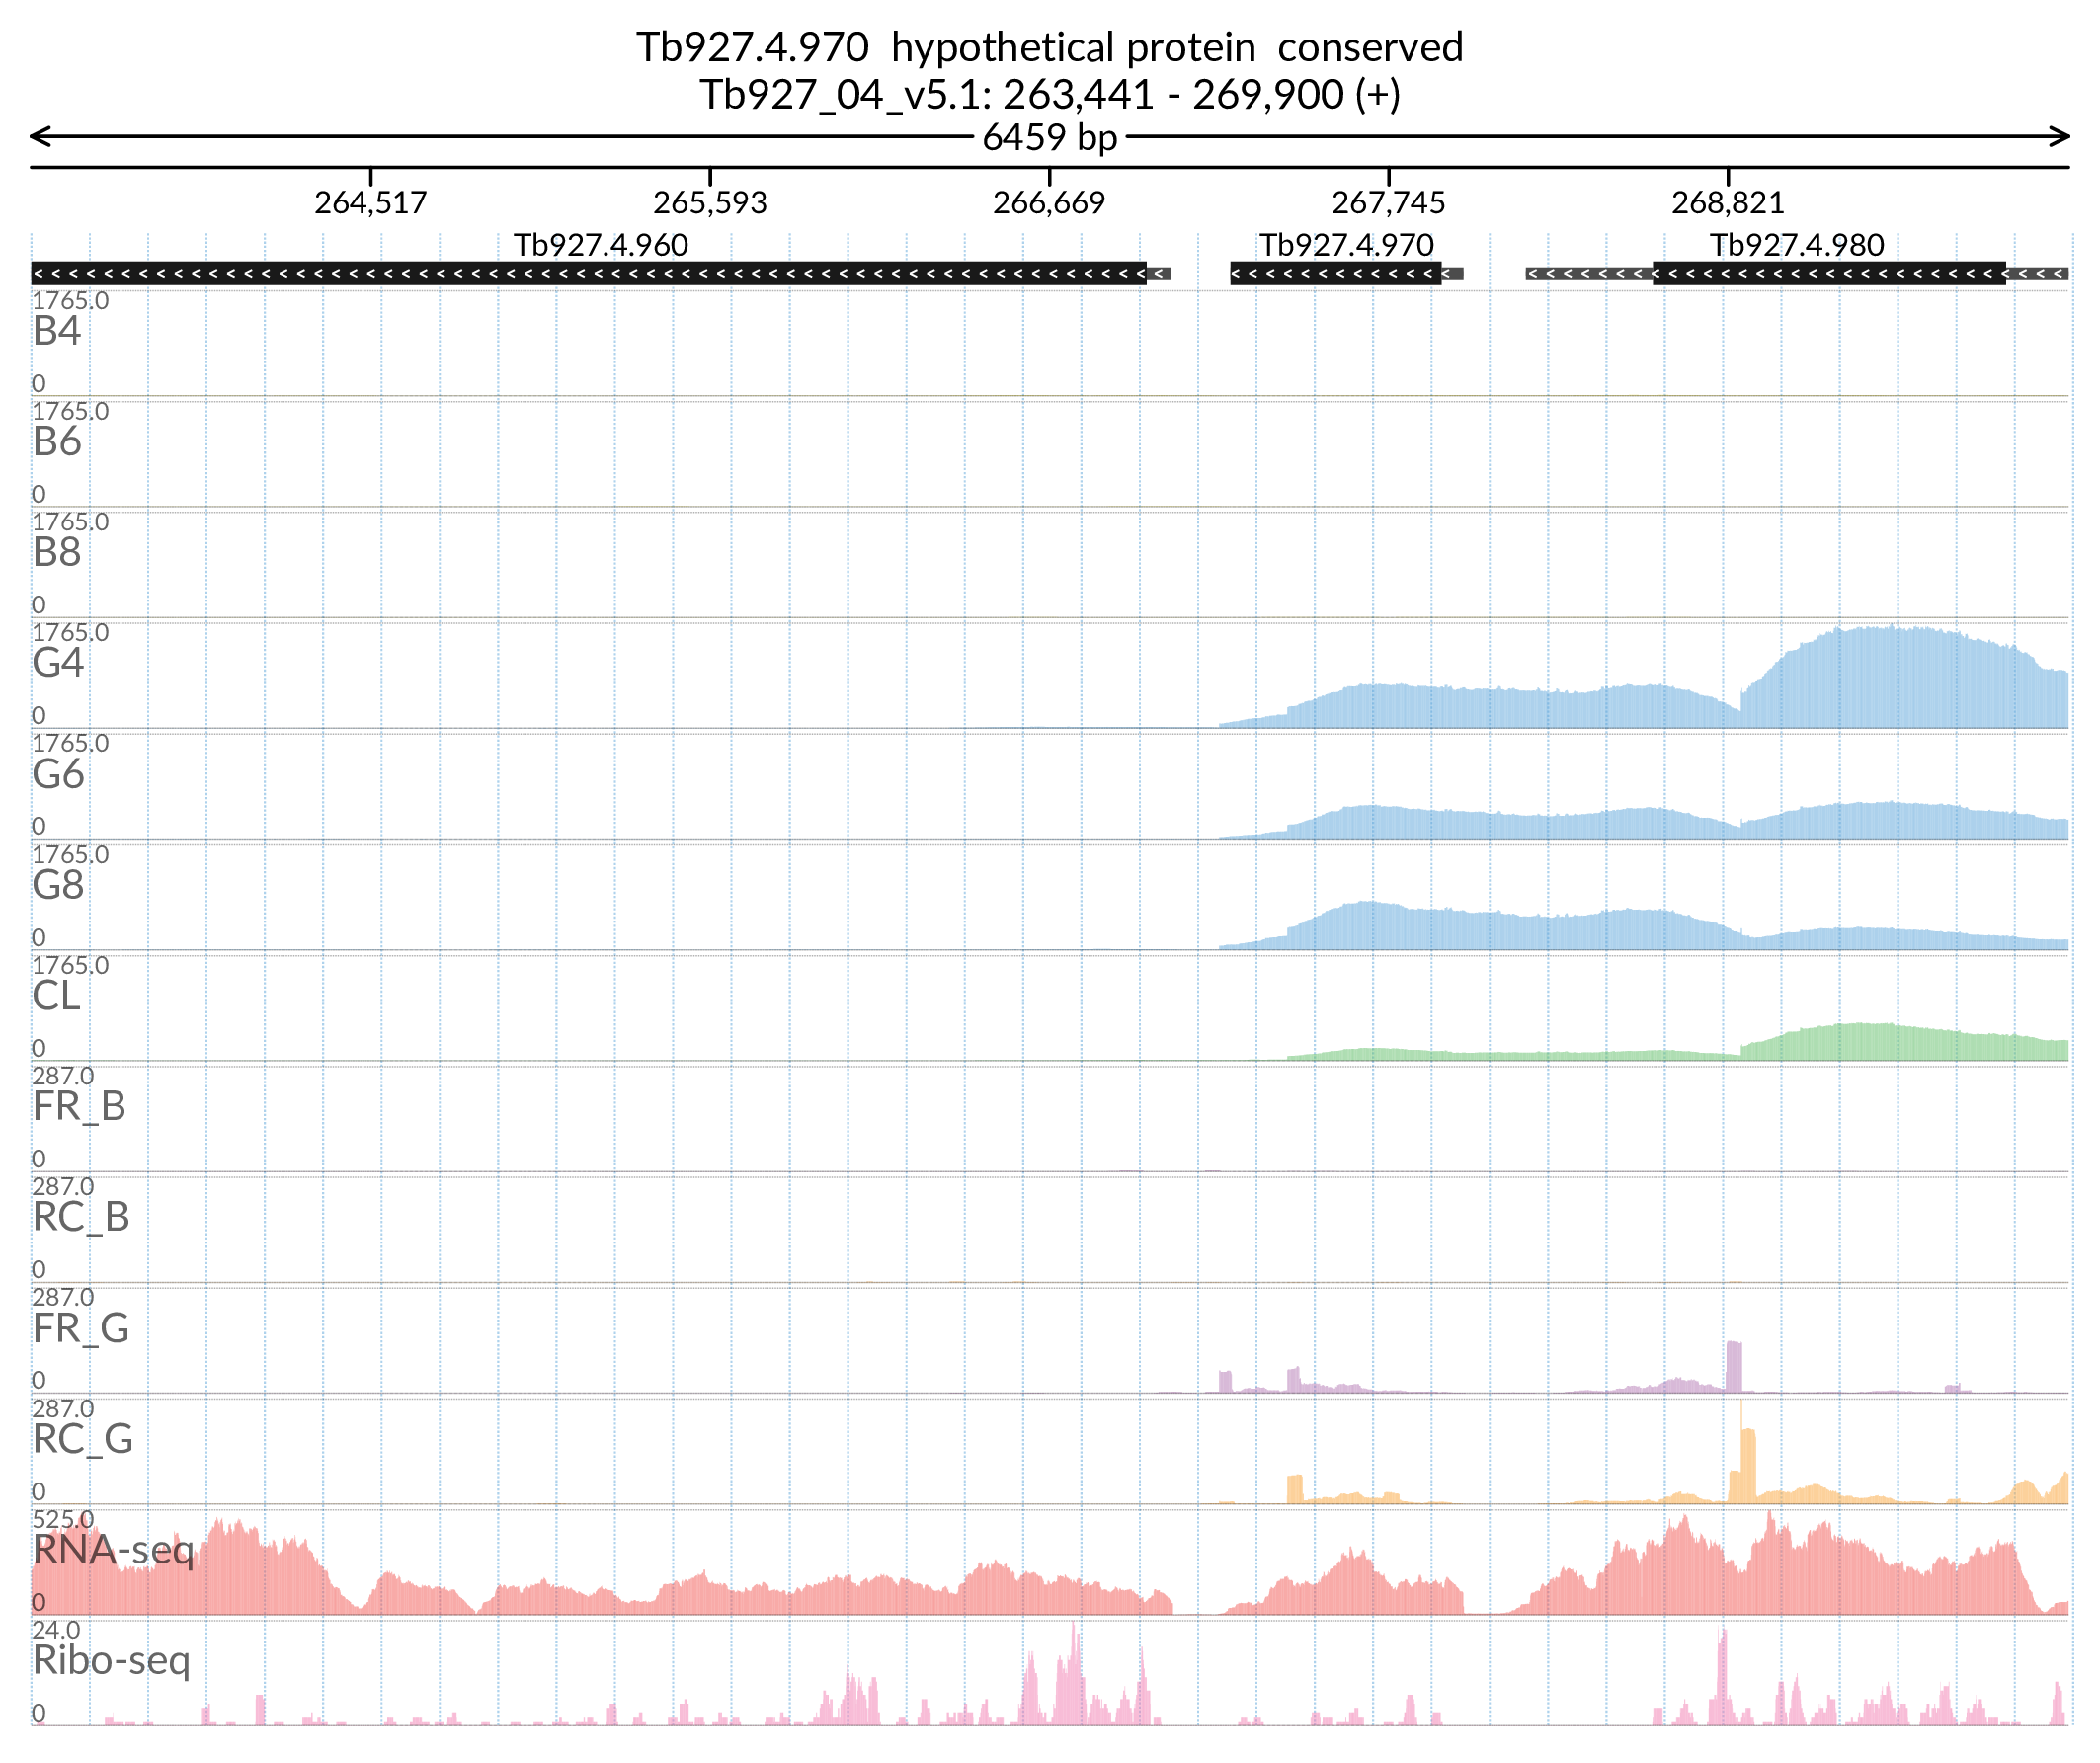 Tb927.4.970 hypothetical protein conserved
Tb927_04_v5.1: 263,441 - 269,900 (+)
6459 bp
264,517 265,593 266,669 267,745 268,821
Tb927.4.960 Tb927.4.970 Tb927.4.980
1765.0
B4
0
1765.0
B6
0
1765.0
B8
0
1765.0
G4
0
1765.0
G6
0
1765.0
G8
0
1765.0
CL
0
287.0
FR_B
0
287.0
RC_B
0
287.0
FR_G
0
287.0
RC_G
0
525.0
RNA-seq
0
24.0
Ribo-seq
0